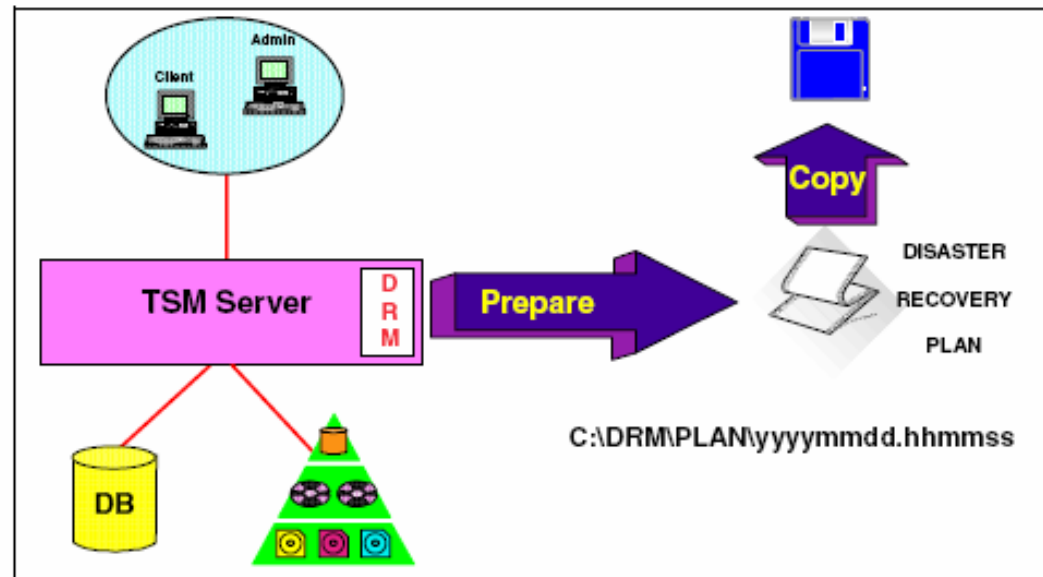 Admin
Client
Copy
DISASTER
RECOVERY
PLAN
TSM Server
D
R
M
Prepare
C:\DRM\PLAN\yyyymmdd.hhmmss
DB